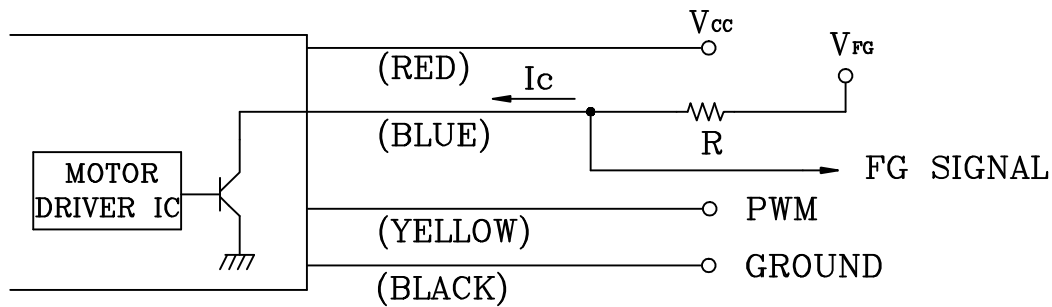 Vcc
VFG
(RED)
Ic
(BLUE)
R
MOTOR
DRIVER IC
FG SIGNAL
PWM
(YELLOW)
GROUND
(BLACK)